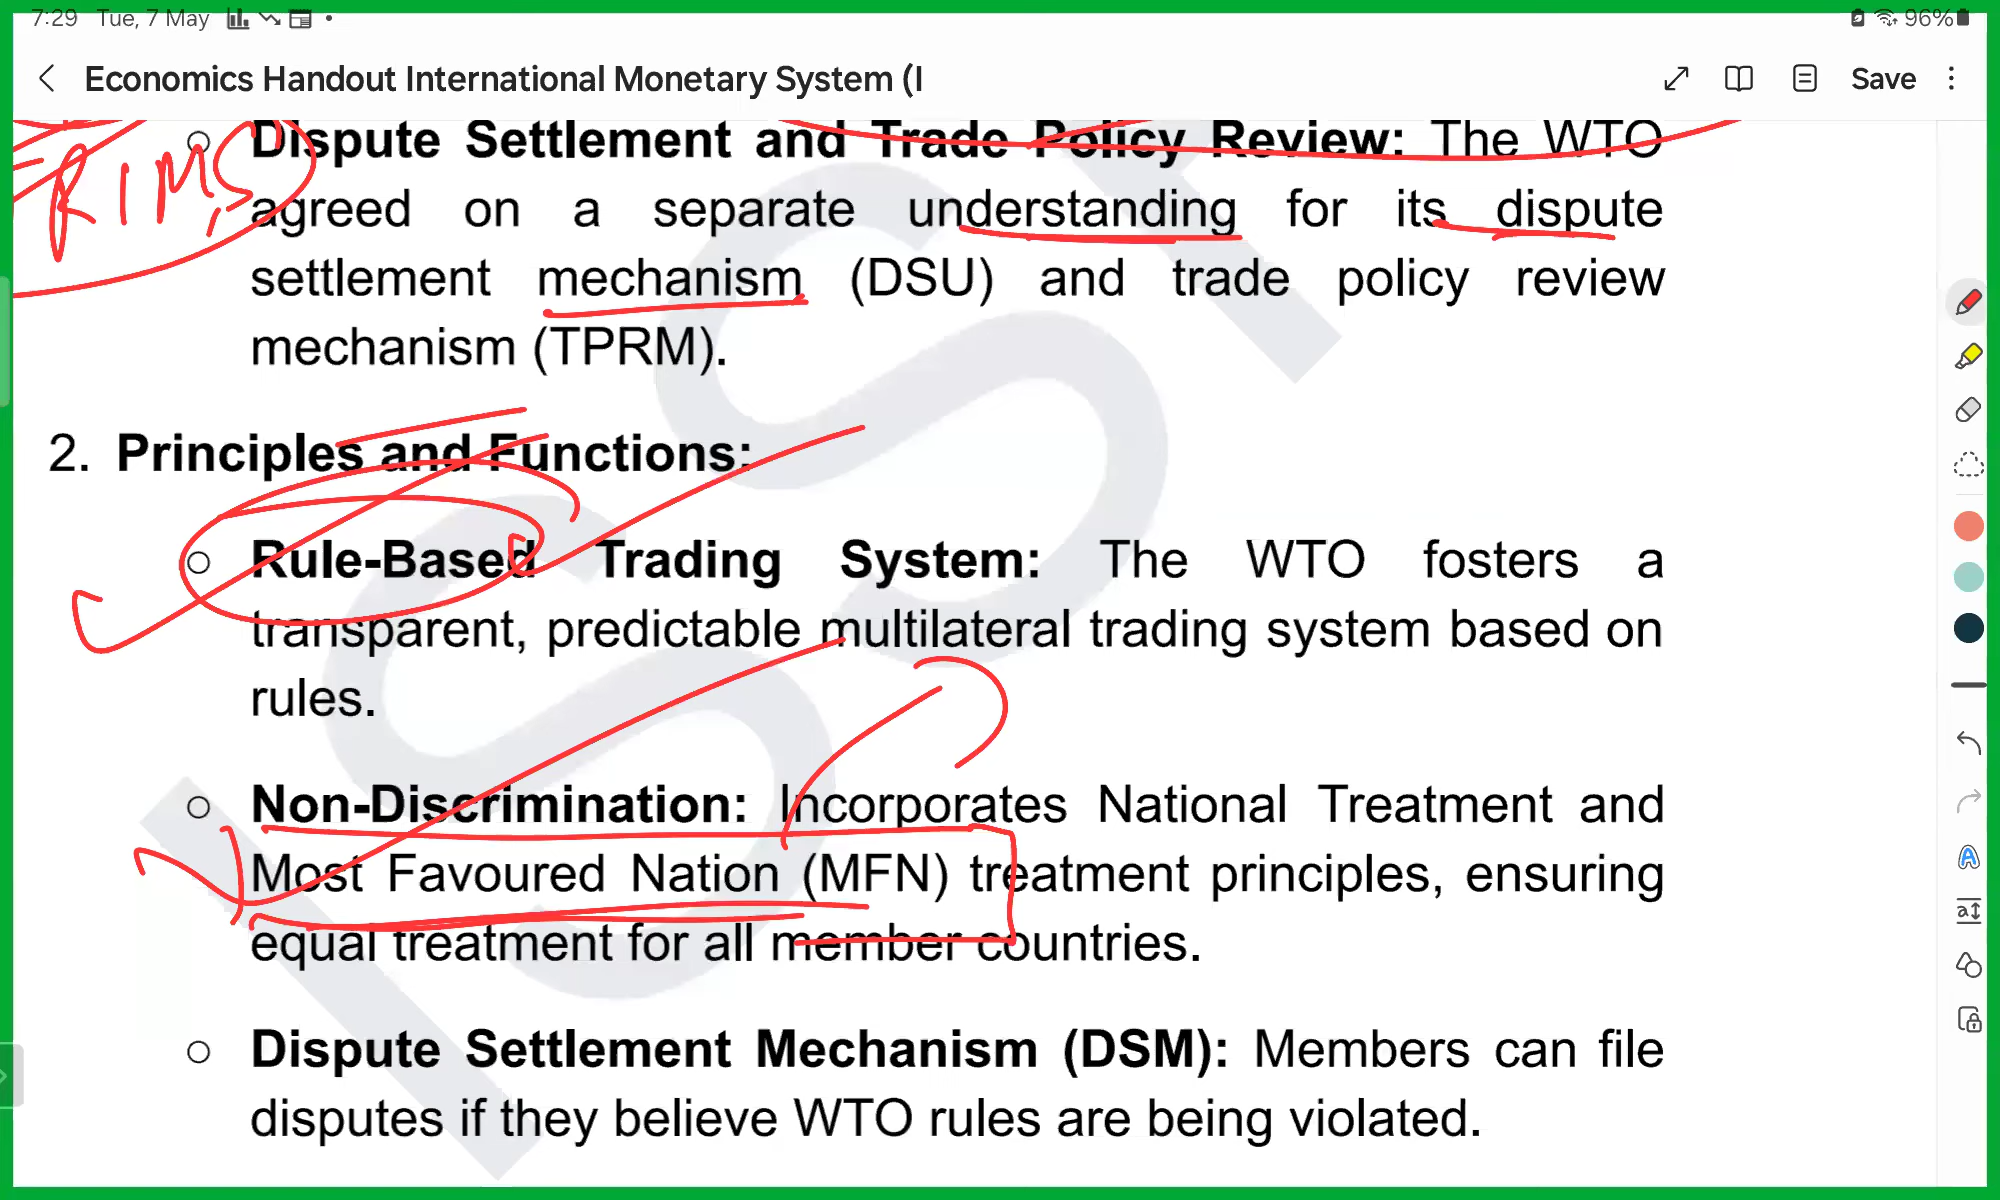 7:29 Tue, 7 May 96%
Economics Handout International Monetary System (I
Save
RIMS
Dispute Settlement and Trade Policy Review: The WTO
agreed on a separate understanding for its dispute
settlement mechanism (DSU) and trade policy review
mechanism (TPRM).
2. Principles and Functions:
Rule-Based Trading System: The WTO fosters a
transparent, predictable multilateral trading system based on
rules.
Non-Discrimination: Incorporates National Treatment and
Most Favoured Nation (MFN) treatment principles, ensuring
equal treatment for all member countries.
Dispute Settlement Mechanism (DSM): Members can file
disputes if they believe WTO rules are being violated.